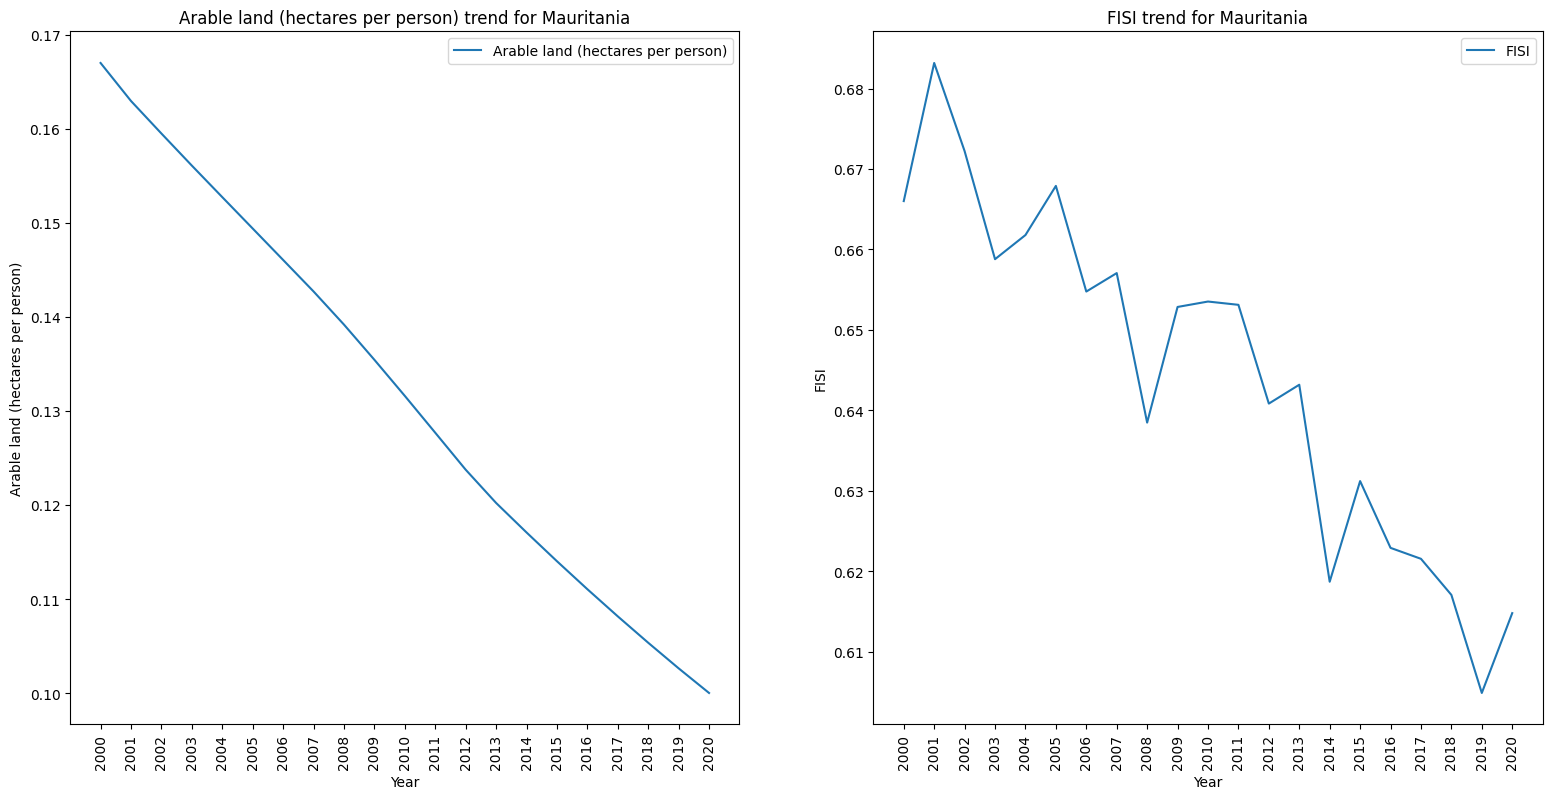 Arable land (hectares per person) trend for Mauritania
Arable land (hectares per person)
Arable land (hectares per person)
0.17
0.16
0.15
0.14
0.13
0.12
0.11
0.10
2000 2001 2002 2003 2004 2005 2006 2007 2008 2009 2010 2011 2012 2013 2014 2015 2016 2017 2018 2019 2020
Year
FISI trend for Mauritania
FISI
FISI
0.68
0.67
0.66
0.65
0.64
0.63
0.62
0.61
2000 2001 2002 2003 2004 2005 2006 2007 2008 2009 2010 2011 2012 2013 2014 2015 2016 2017 2018 2019 2020
Year